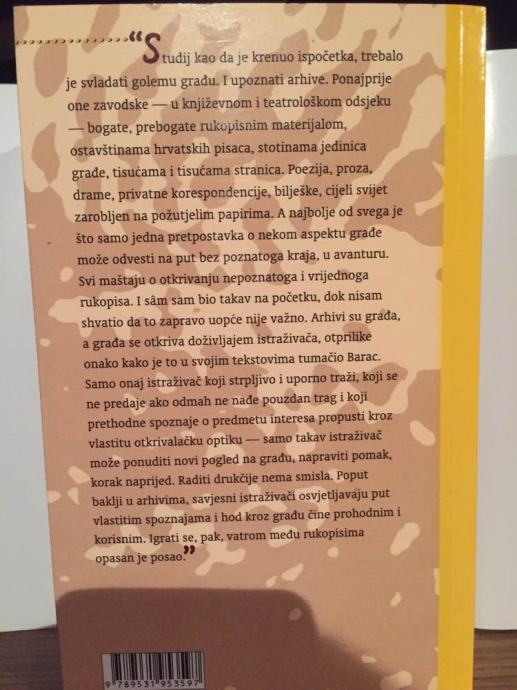 “Studij kao da je krenuo ispočetka, trebalo
je svladati golemu građu. I upoznati arhive. Ponajprije
one zavodske — u književnom i teatrološkom odsjeku
— bogate, prebogate rukopisnim materijalom,
ostavštinama hrvatskih pisaca, stotinama jedinica
građe, tisućama i tisućama stranica. Poezija, proza,
drame, privatne korespondencije, bilješke, cijeli svijet
zarobljen na požutjelim papirima. A najbolje od svega je
što samo jedna pretpostavka o nekom aspektu građe
može odvesti na put bez poznatoga kraja, u avanturu.
Svi maštaju o otkrivanju nepoznatoga i vrijednoga
rukopisa. I sâm sam bio takav na početku, dok nisam
shvatio da to zapravo uopće nije važno. Arhivi su građa,
a građa se otkriva doživljajem istraživača, otprilike
onako kako je to u svojim tekstovima tumačio Barac.
Samo onaj istraživač koji strpljivo i uporno traži, koji se
ne predaje ako odmah ne nađe pouzdan trag i koji
prethodne spoznaje o predmetu interesa propusti kroz
vlastitu otkrivalačku optiku — samo takav istraživač
može ponuditi novi pogled na građu, napraviti pomak,
korak naprijed. Raditi drukčije nema smisla. Poput
baklji u arhivima, savjesni istraživači osvjetljavaju put
vlastitim spoznajama i hod kroz građu čine prohodnim i
korisnim. Igrati se, pak, vatrom među rukopisima
opasan je posao.”
9 789531 953597